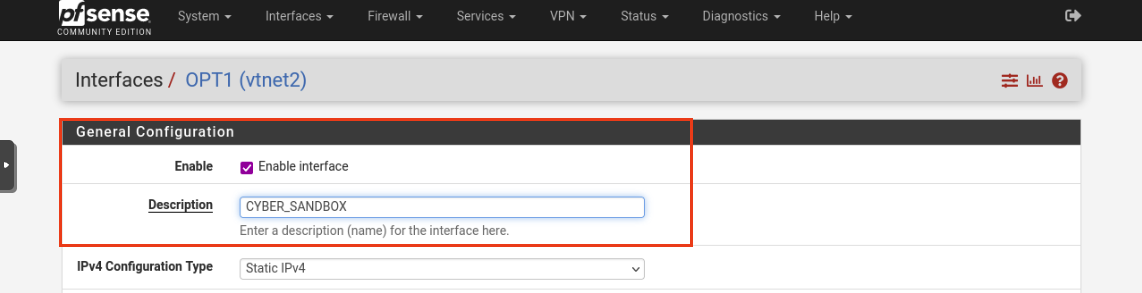 pfsense
COMMUNITY EDITION
System Interfaces Firewall Services VPN Status Diagnostics Help
Interfaces / OPT1 (vtnet2)
General Configuration
Enable Enable interface
Description CYBER_SANDBOX
Enter a description (name) for the interface here.
IPv4 Configuration Type Static IPv4